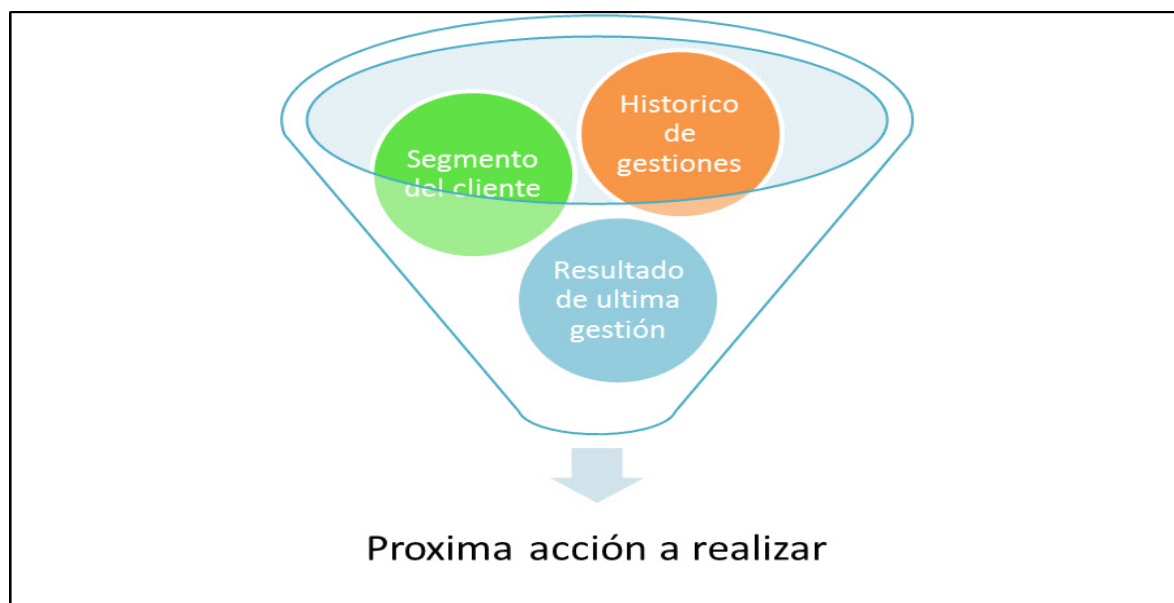 Historico
de
gestiones
Segmento
del cliente
Resultado
de ultima
gestión
Proxima acción a realizar